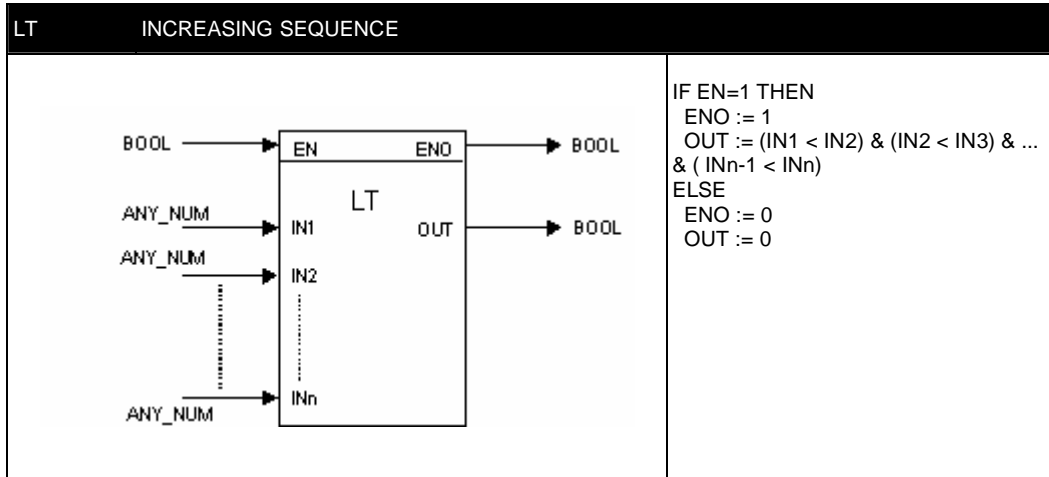 LT INCREASING SEQUENCE
BOOL EN ENO BOOL
LT
ANY_NUM IN1 OUT BOOL
ANY_NUM IN2
ANY_NUM INn
IF EN=1 THEN
ENO := 1
OUT := (IN1 < IN2) & (IN2 < IN3) & ...
& ( INn-1 < INn)
ELSE
ENO := 0
OUT := 0